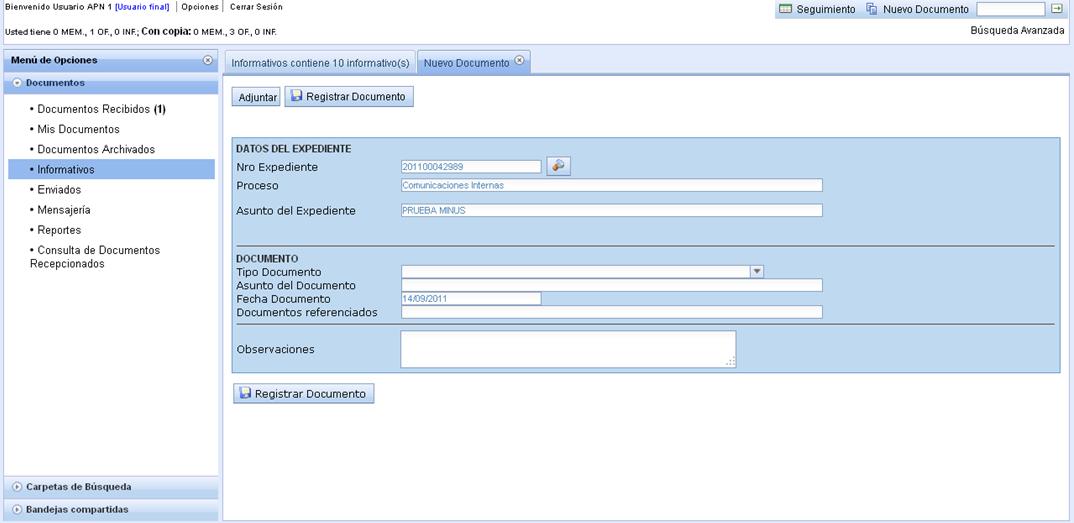 Bienvenido Usuario APN 1 [Usuario final] | Opciones | Cerrar Sesión
Seguimiento Nuevo Documento
Usted tiene 0 MEM., 1 OF., 0 INF.; Con copia: 0 MEM., 3 OF., 0 INF.
Búsqueda Avanzada
Menú de Opciones
Documentos
• Documentos Recibidos (1)
• Mis Documentos
• Documentos Archivados
• Informativos
• Enviados
• Mensajería
• Reportes
• Consulta de Documentos
Recepcionados
Carpetas de Búsqueda
Bandejas compartidas
Informativos contiene 10 informativo(s) Nuevo Documento
Adjuntar Registrar Documento
DATOS DEL EXPEDIENTE
Nro Expediente 201100042989
Proceso Comunicaciones Internas
Asunto del Expediente PRUEBA MINUS
DOCUMENTO
Tipo Documento
Asunto del Documento
Fecha Documento 14/09/2011
Documentos referenciados
Observaciones
Registrar Documento